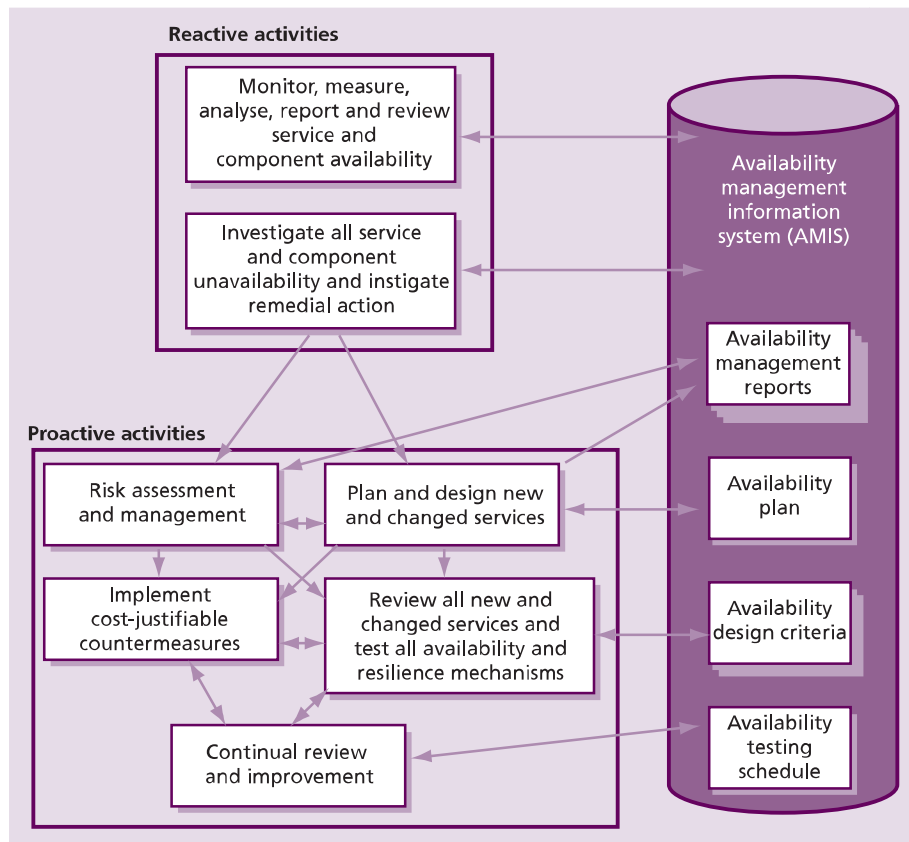 Reactive activities
Monitor, measure,
analyse, report and review
service and
component availability
Investigate all service
and component
unavailability and instigate
remedial action
Availability
management
information
system (AMIS)
Availability
management
reports
Proactive activities
Risk assessment
and management
Plan and design new
and changed services
Availability
plan
Implement
cost-justifiable
countermeasures
Review all new and
changed services and
test all availability and
resilience mechanisms
Availability
design criteria
Continual review
and improvement
Availability
testing
schedule